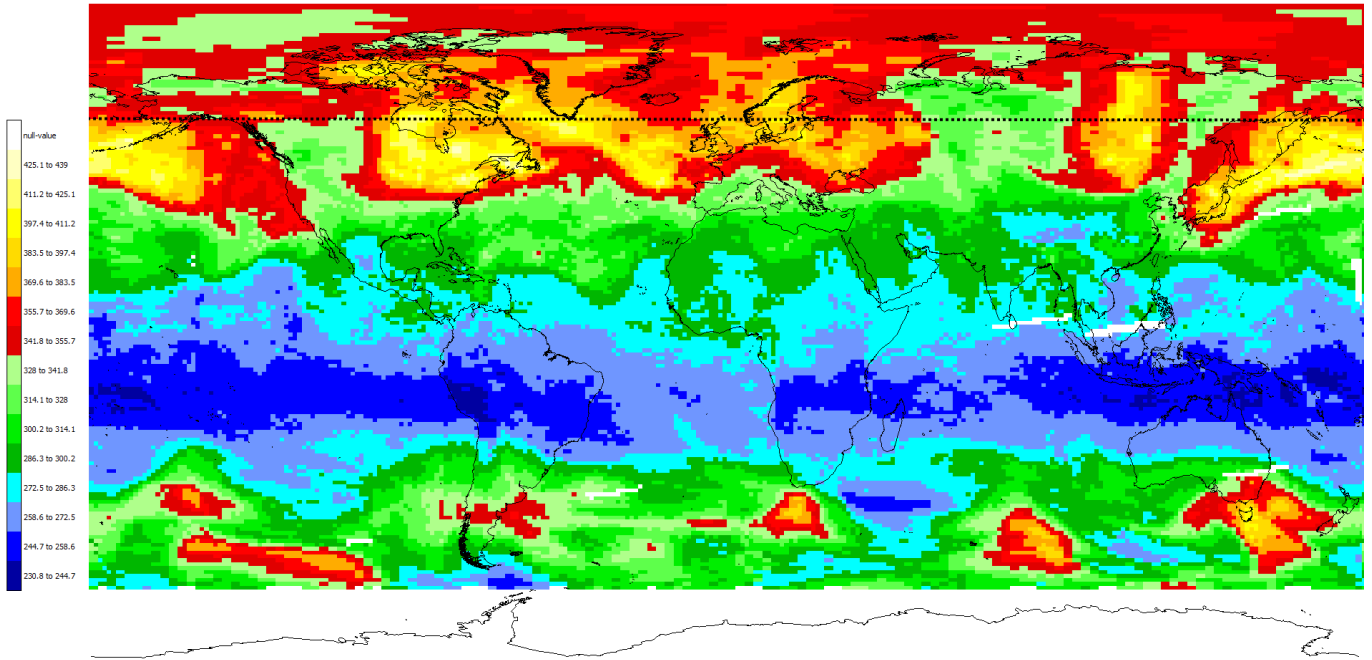 null-value
425.1 to 439
411.2 to 425.1
397.4 to 411.2
383.5 to 397.4
369.6 to 383.5
355.7 to 369.6
341.8 to 355.7
328 to 341.8
314.1 to 328
300.2 to 314.1
286.3 to 300.2
272.5 to 286.3
258.6 to 272.5
244.7 to 258.6
230.8 to 244.7